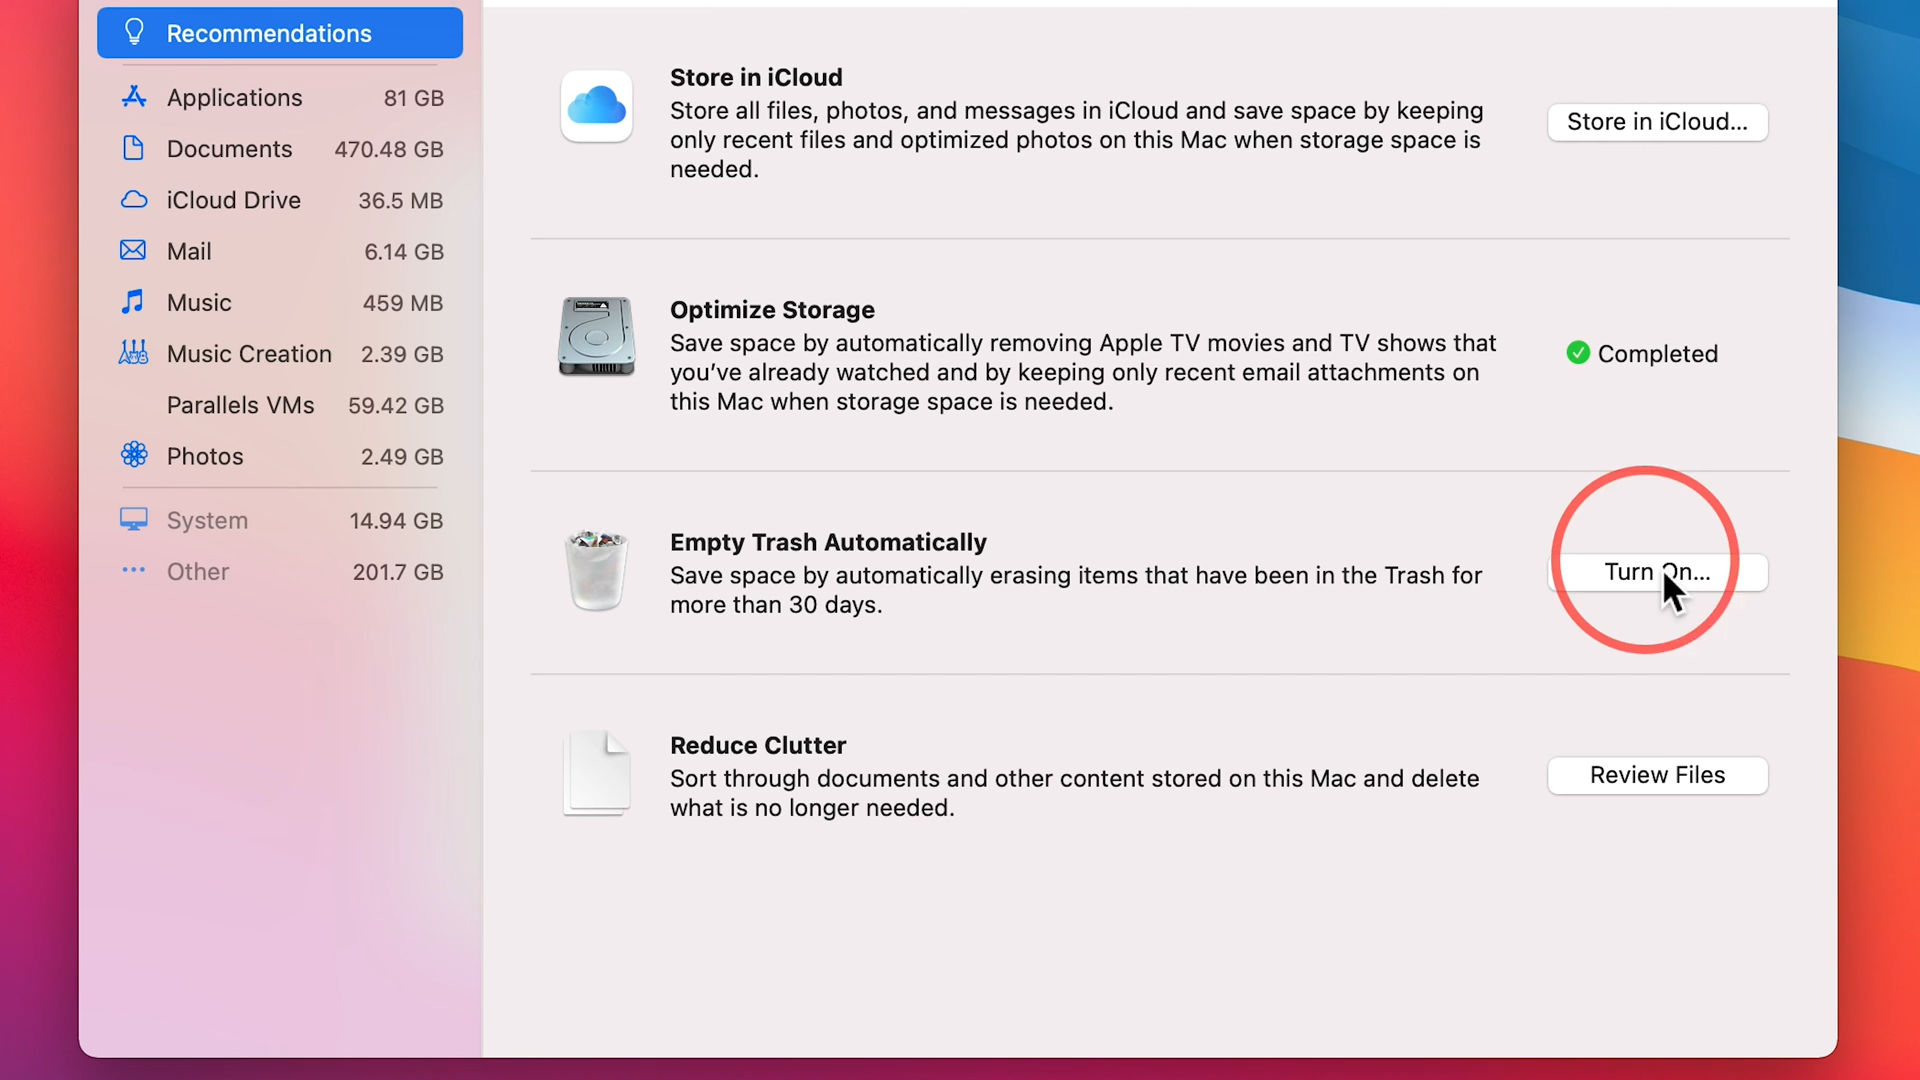 Recommendations
Applications 81 GB
Documents 470.48 GB
iCloud Drive 36.5 MB
Mail 6.14 GB
Music 459 MB
Music Creation 2.39 GB
Parallels VMs 59.42 GB
Photos 2.49 GB
System 14.94 GB
Other 201.7 GB
Store in iCloud
Store all files, photos, and messages in iCloud and save space by keeping
only recent files and optimized photos on this Mac when storage space is
needed.
Store in iCloud...
Optimize Storage
Save space by automatically removing Apple TV movies and TV shows that
you’ve already watched and by keeping only recent email attachments on
this Mac when storage space is needed.
Completed
Empty Trash Automatically
Save space by automatically erasing items that have been in the Trash for
more than 30 days.
Turn On...
Reduce Clutter
Sort through documents and other content stored on this Mac and delete
what is no longer needed.
Review Files